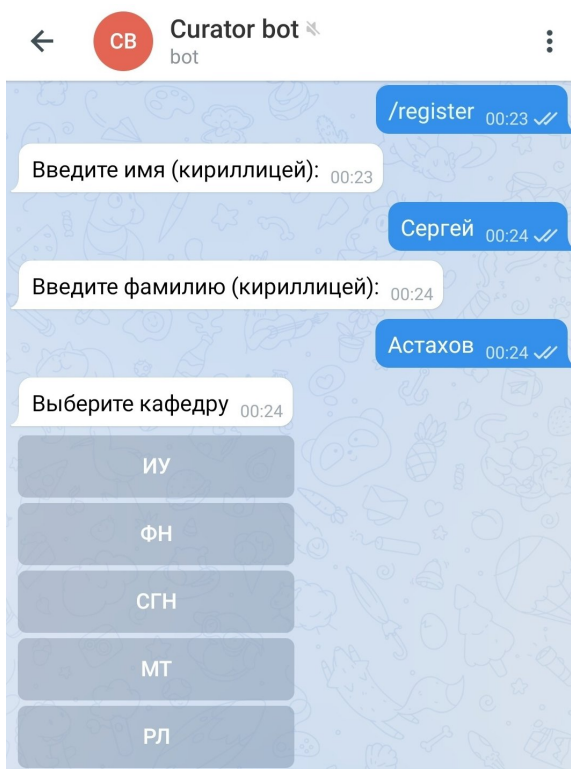 CB
Curator bot
bot
/register 00:23
Введите имя (кириллицей): 00:23
Сергей 00:24
Введите фамилию (кириллицей): 00:24
Астахов 00:24
Выберите кафедру 00:24
ИУ
ФН
СГН
МТ
РЛ